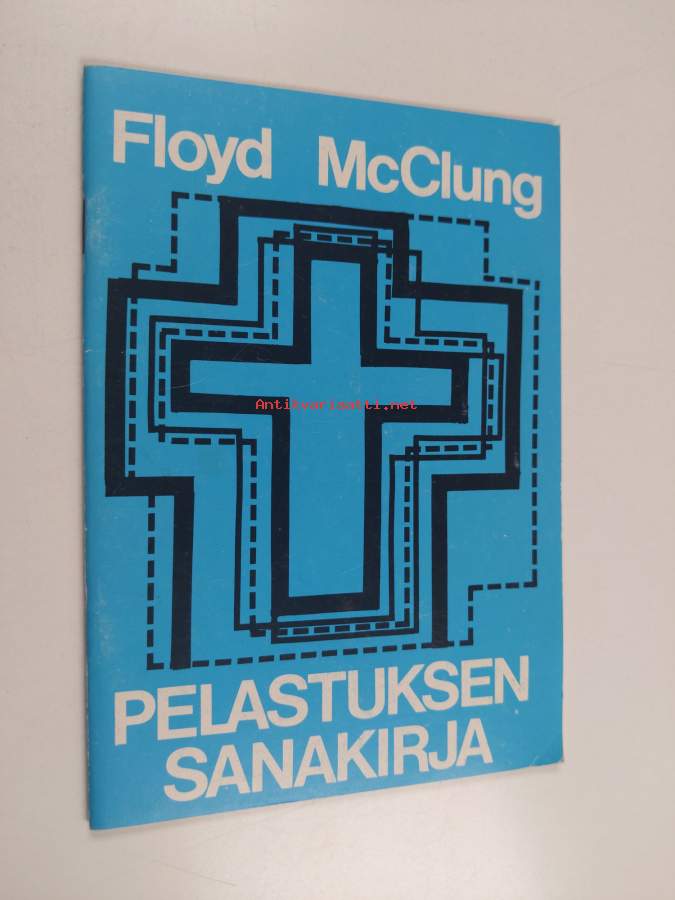 Floyd McClung
Antikvariaatti.net
PELASTUKSEN
SANAKIRJA